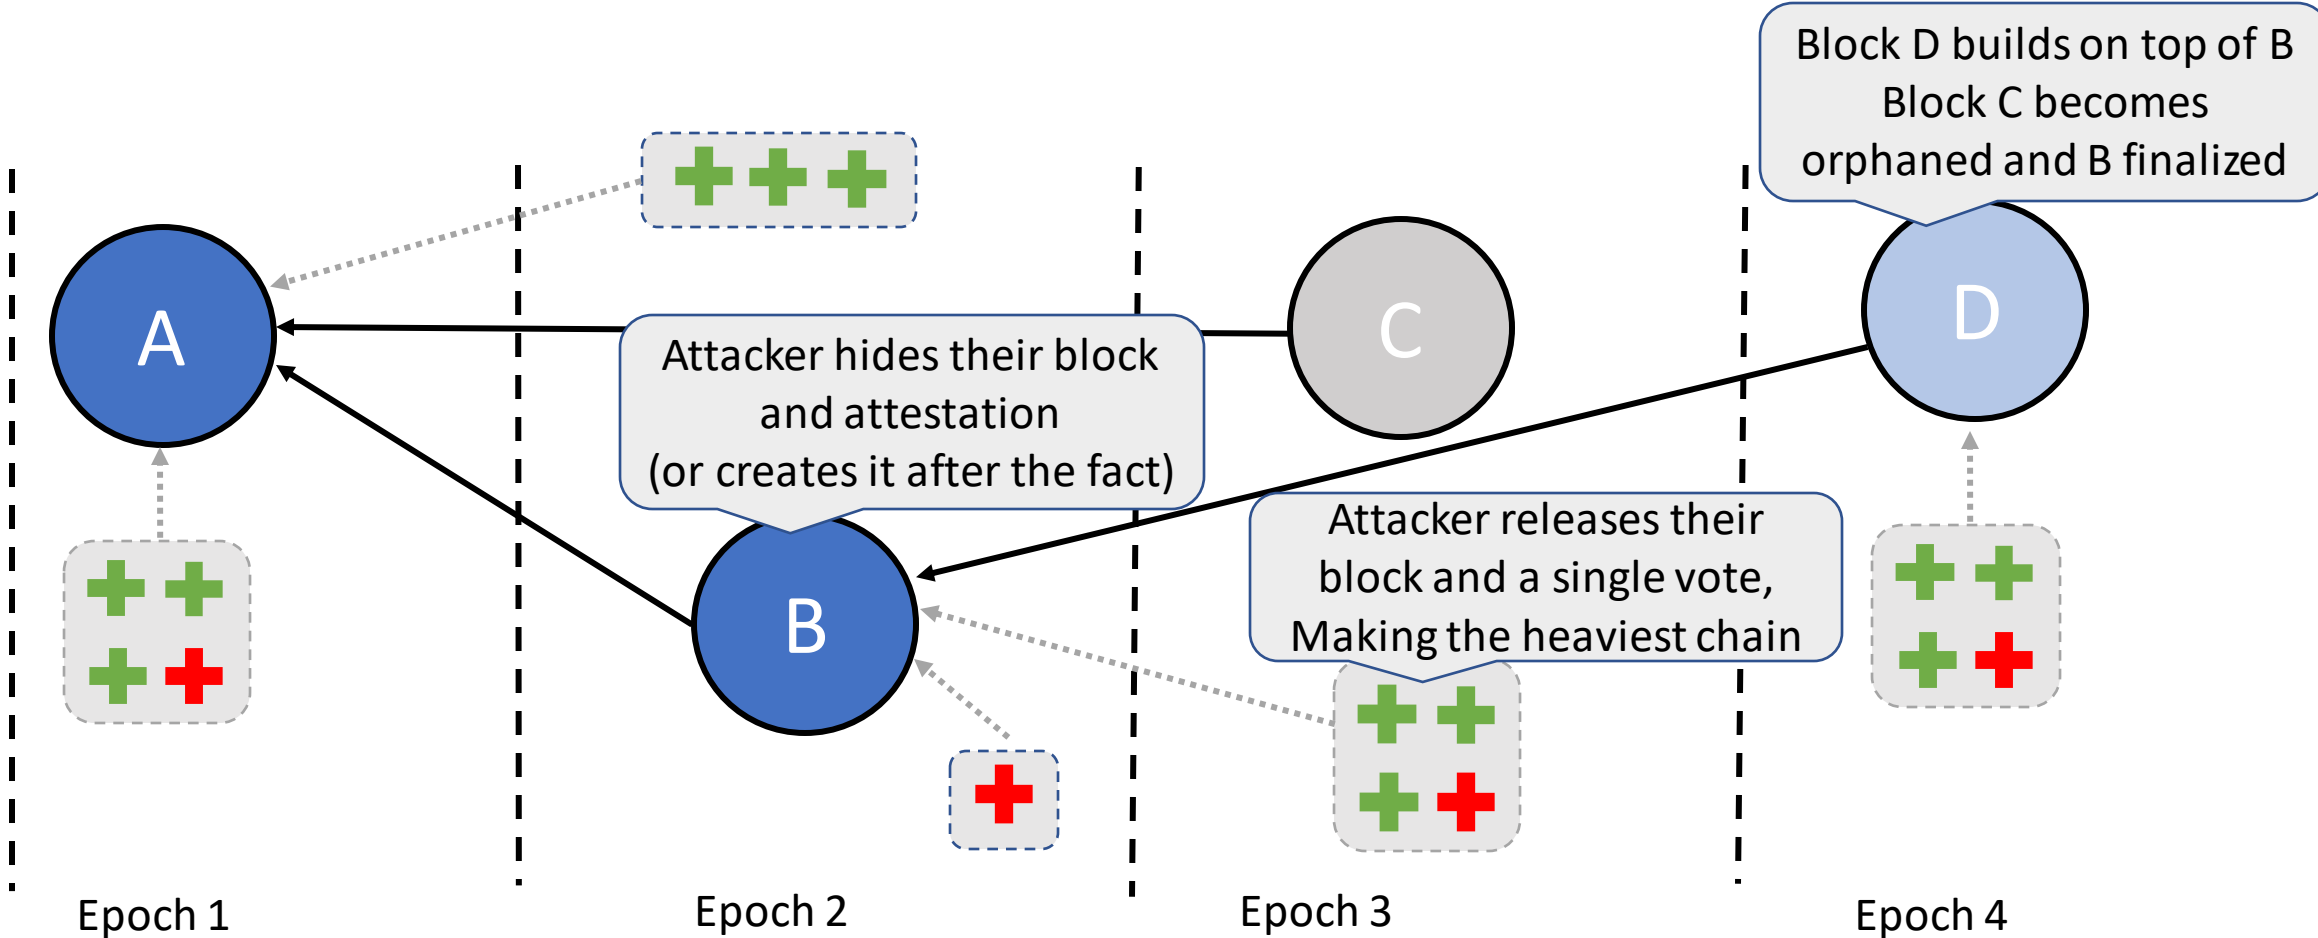 Block D builds on top of B
Block C becomes
orphaned and B finalized
A
C
D
Attacker hides their block
and attestation
(or creates it after the fact)
Attacker releases their
block and a single vote,
Making the heaviest chain
B
Epoch 1
Epoch 2
Epoch 3
Epoch 4